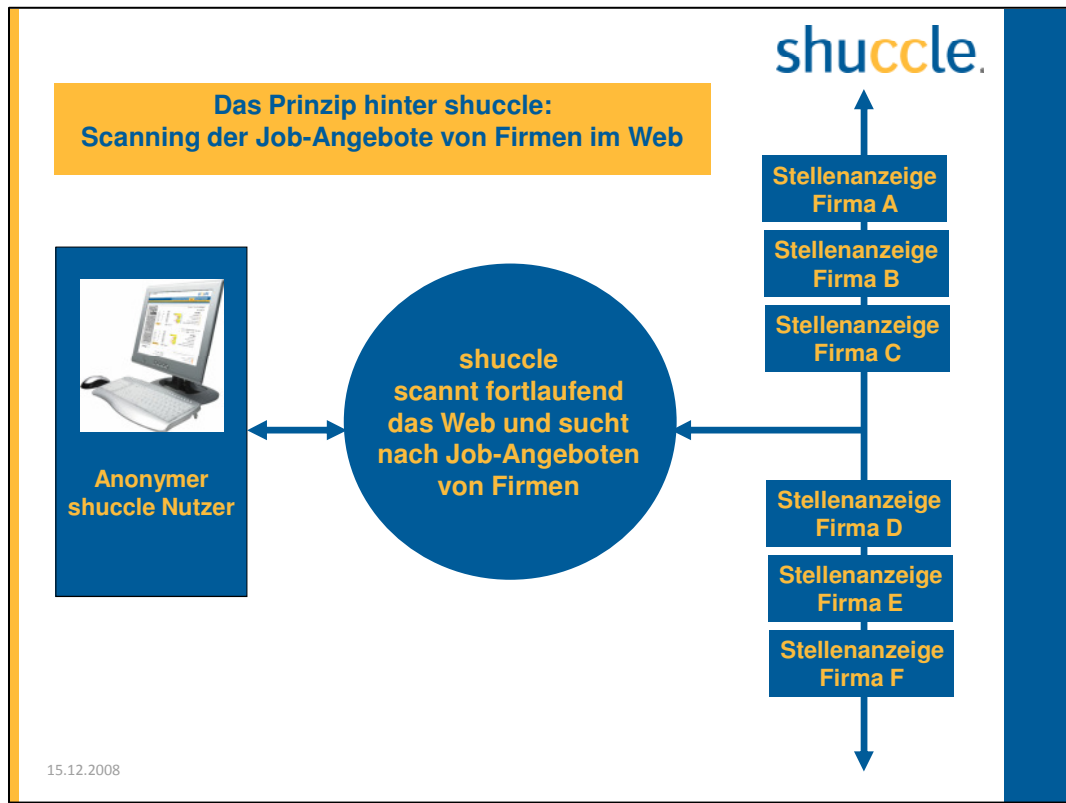 shuccle.
Das Prinzip hinter shuccle:
Scanning der Job-Angebote von Firmen im Web
Stellenanzeige
Firma A
Stellenanzeige
Firma B
Stellenanzeige
Firma C
shuccle
scannt fortlaufend
das Web und sucht
nach Job-Angeboten
von Firmen
Anonymer
shuccle Nutzer
Stellenanzeige
Firma D
Stellenanzeige
Firma E
Stellenanzeige
Firma F
15.12.2008